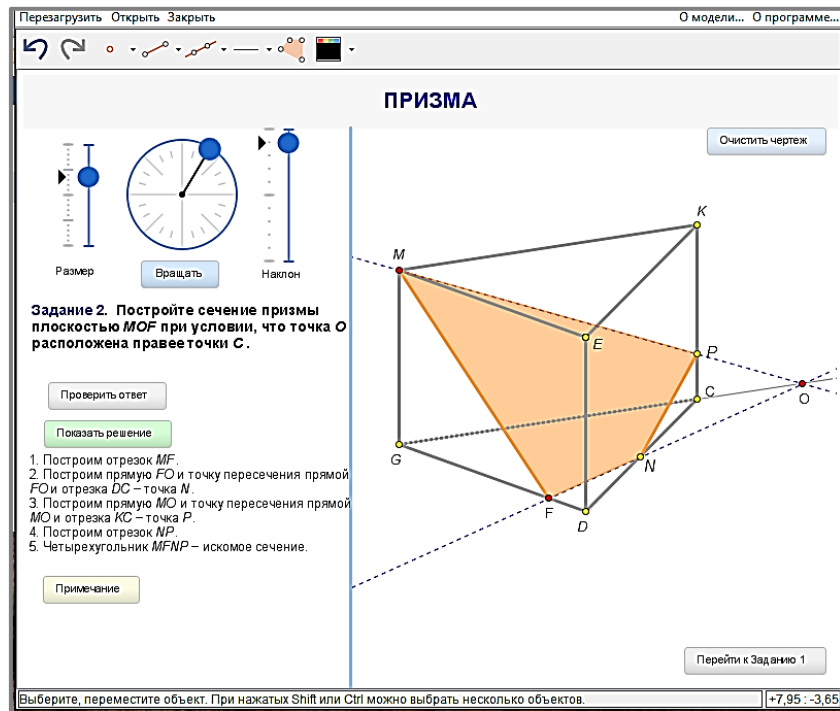 Перезагрузить Открыть Закрыть
О модели... О программе...
ПРИЗМА
Очистить чертеж
Размер
Вращать
Наклон
Задание 2. Постройте сечение призмы
плоскостью MOF при условии, что точка O
расположена правее точки C.
Проверить ответ
Показать решение
1. Построим отрезок MF.
2. Построим прямую FO и точку пересечения прямой
FO и отрезка DC – точка N.
3. Построим прямую MO и точку пересечения прямой
MO и отрезка KC – точка P.
4. Построим отрезок NP.
5. Четырехугольник MFNP – искомое сечение.
Примечание
K
M
E
P
O
C
G
N
F
D
Перейти к Заданию 1
Выберите, переместите объект. При нажатых Shift или Ctrl можно выбрать несколько объектов.
+7,95 : -3,65